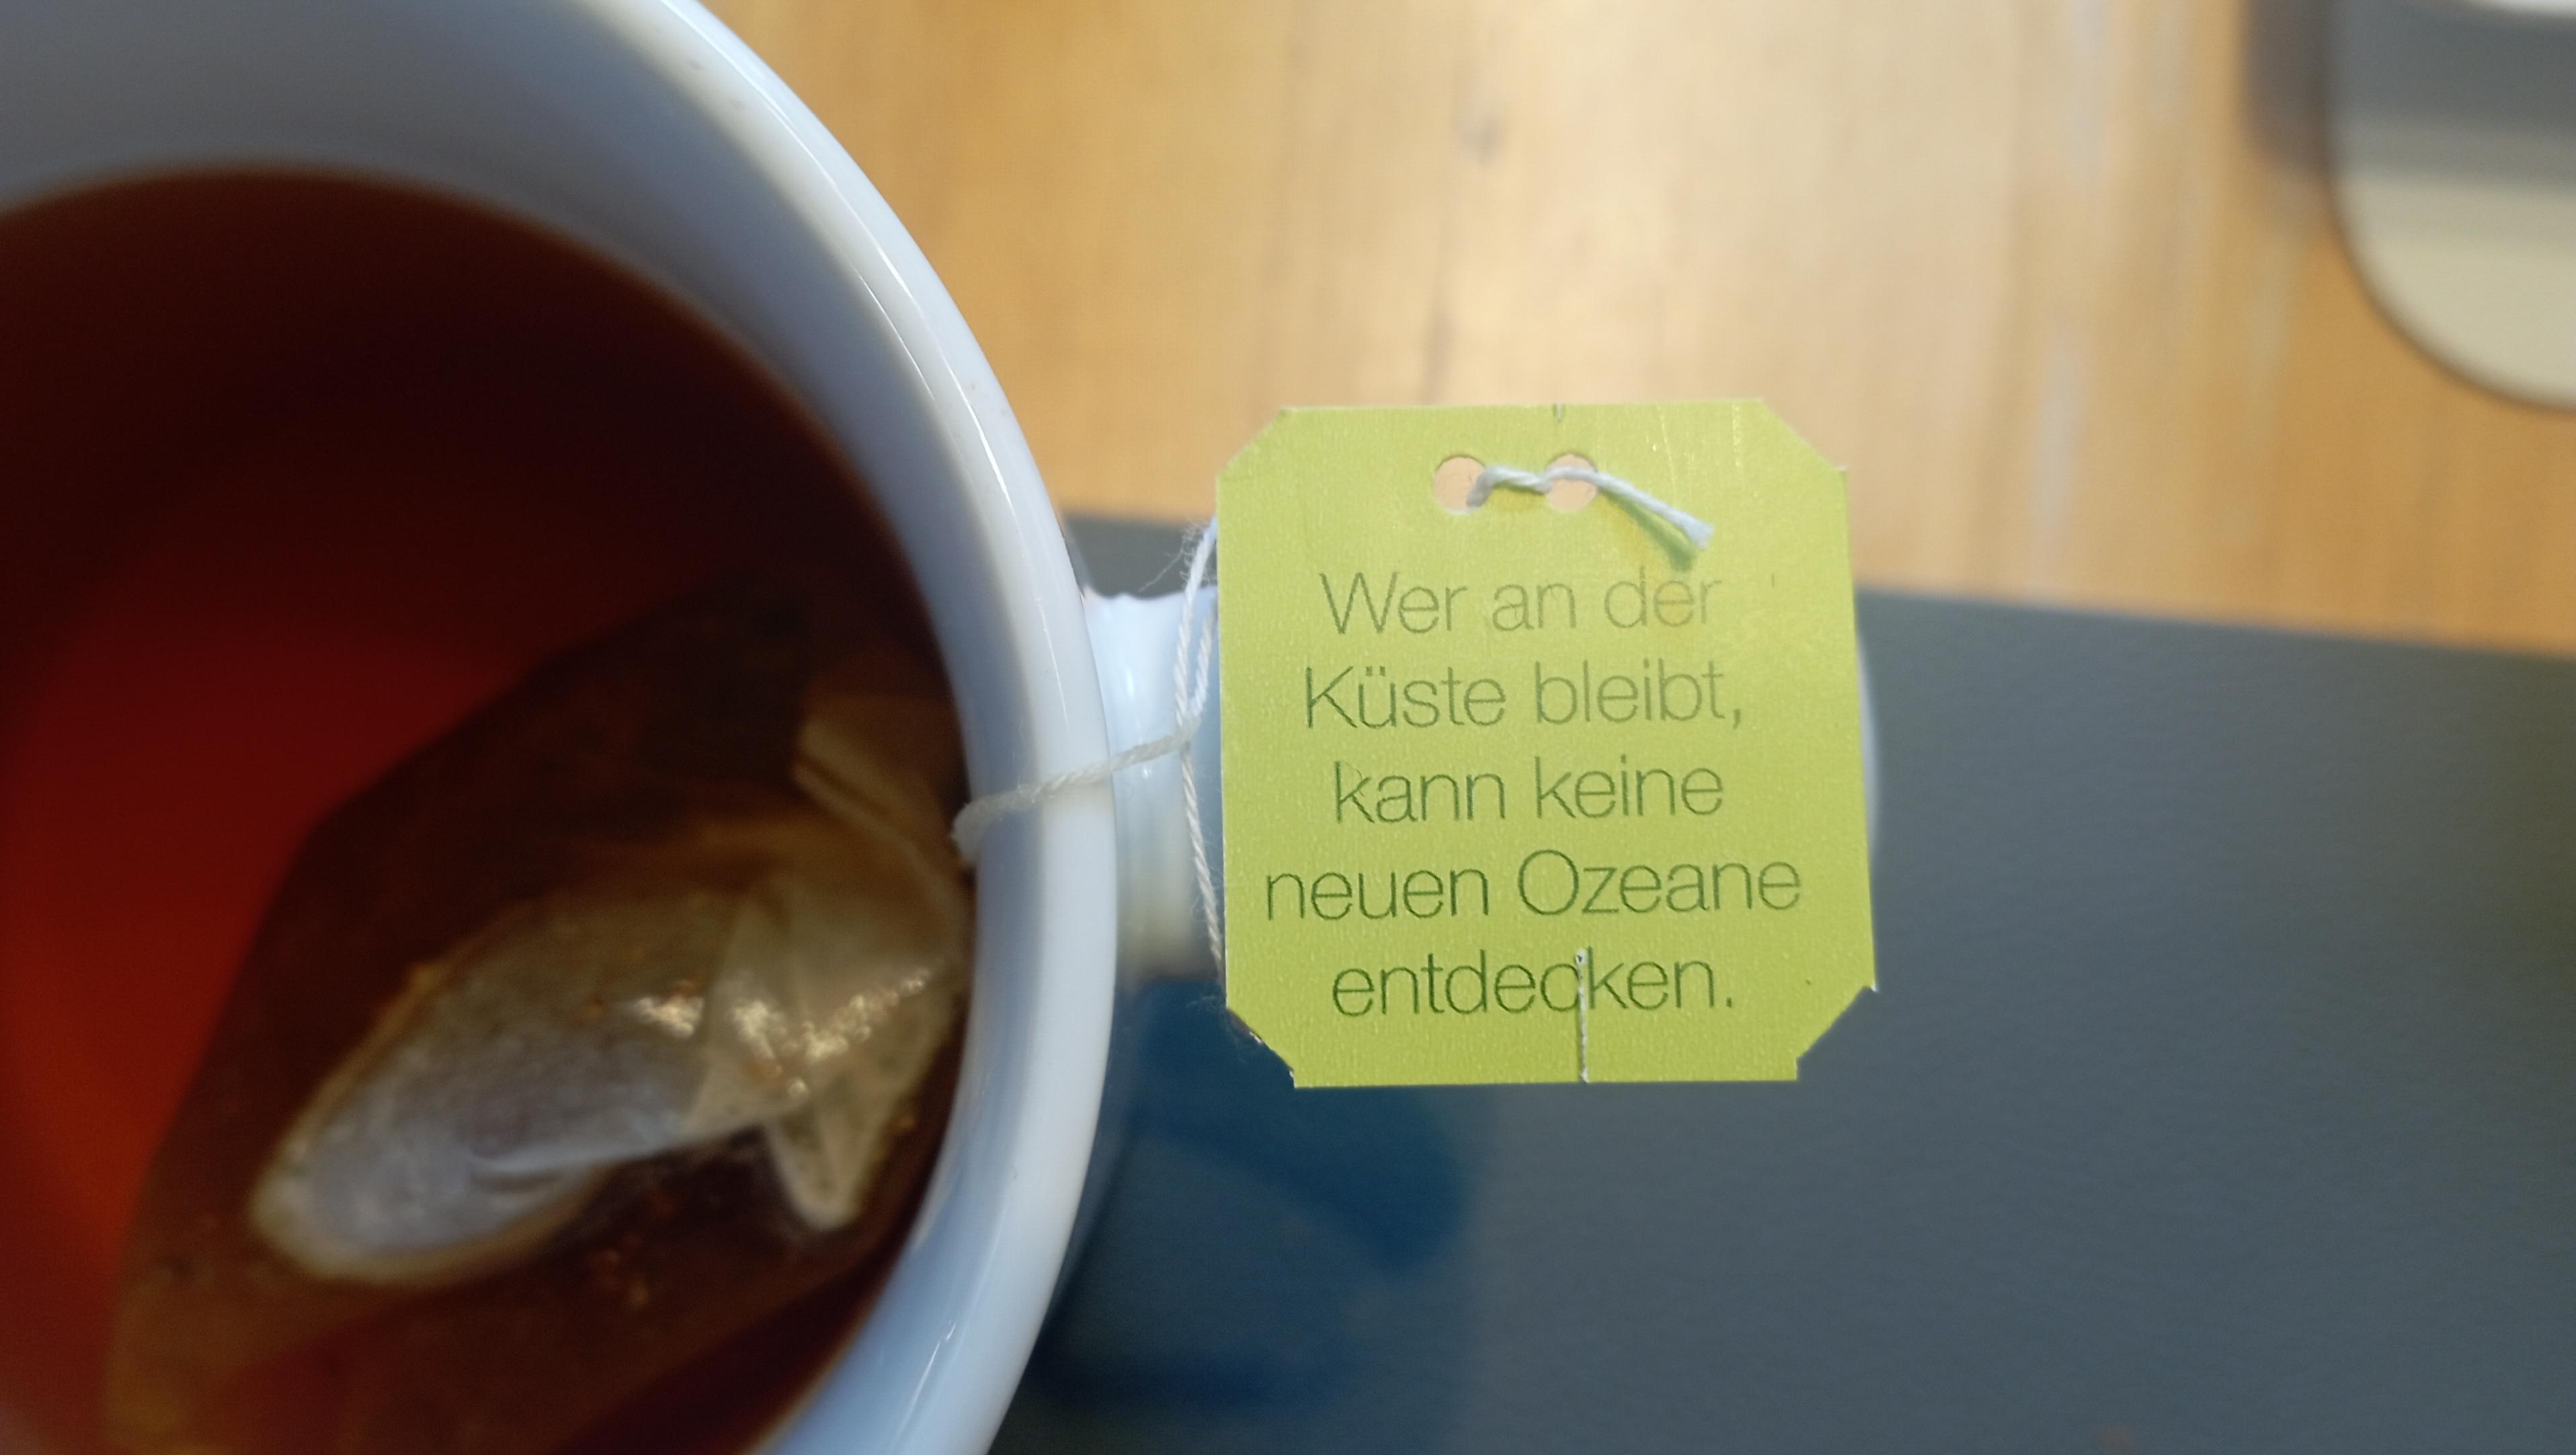 Wer an der
Küste bleibt,
kann keine
neuen Ozeane
entdecken.